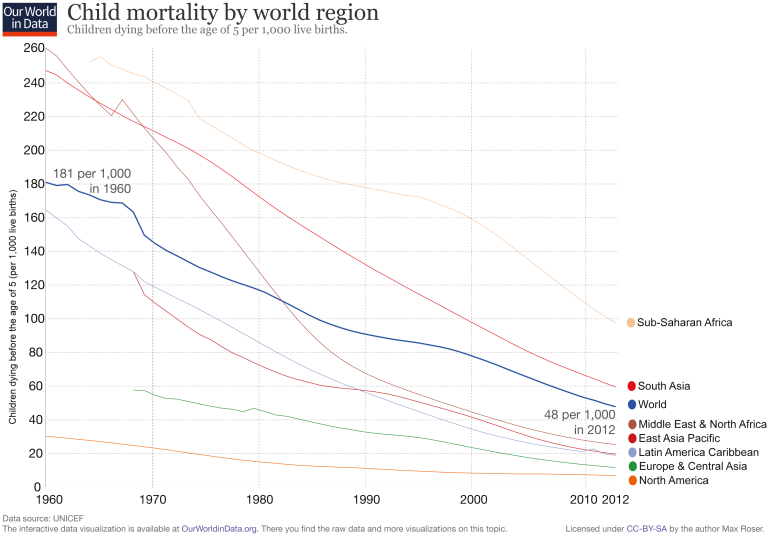 Our World
in Data
Child mortality by world region
Children dying before the age of 5 per 1,000 live births.
260
240
220
200
180
160
140
120
100
80
60
40
20
0
Children dying before the age of 5 (per 1,000 live births)
181 per 1,000
in 1960
48 per 1,000
in 2012
Sub-Saharan Africa
South Asia
World
Middle East & North Africa
East Asia Pacific
Latin America Caribbean
Europe & Central Asia
North America
1960 1970 1980 1990 2000 2010 2012
Data source: UNICEF
The interactive data visualization is available at OurWorldinData.org. There you find the raw data and more visualizations on this topic. Licensed under CC-BY-SA by the author Max Roser.